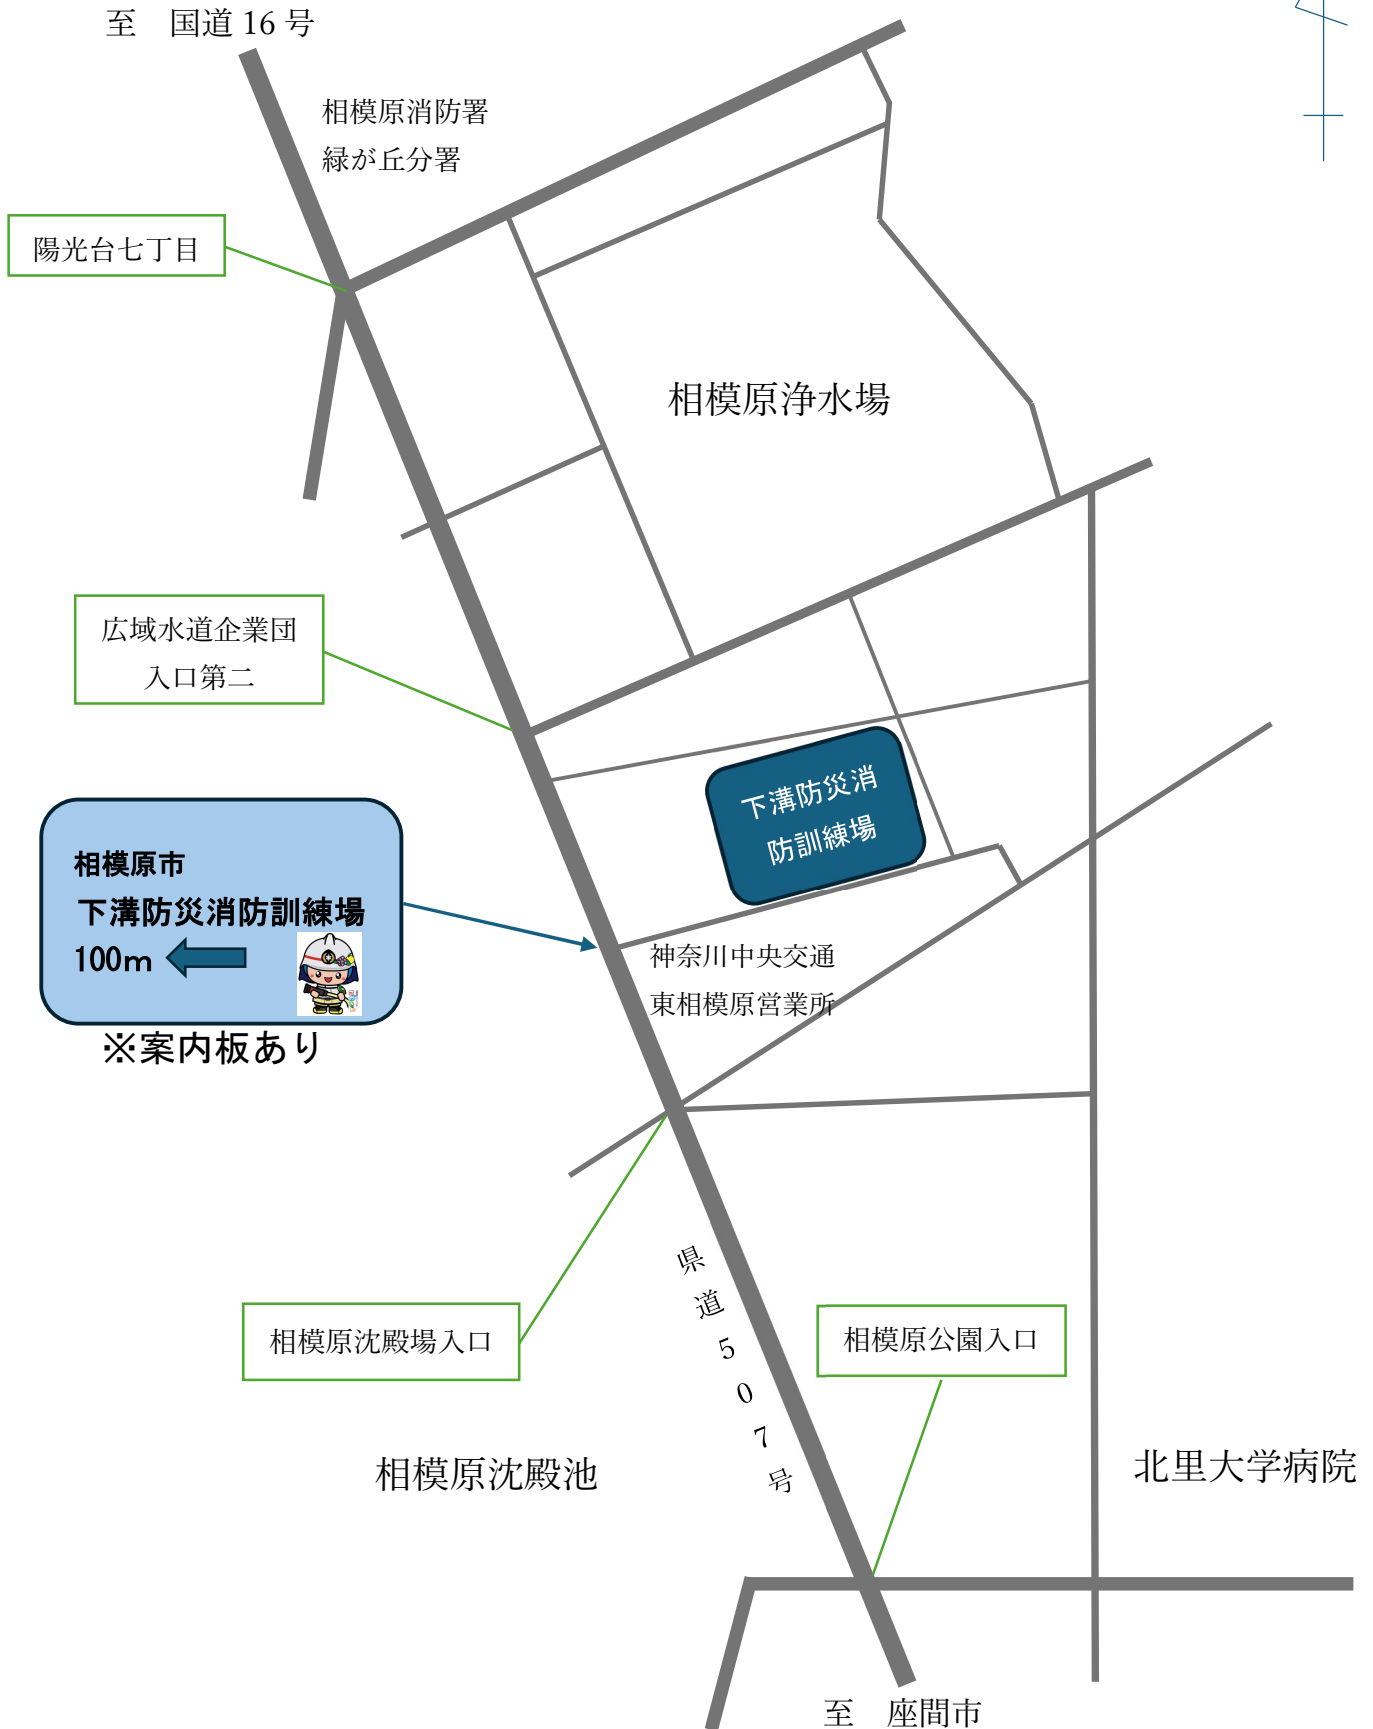 至　国道 16 号
相模原消防署
緑が丘分署
陽光台七丁目
相模原浄水場
広域水道企業団
入口第二
下溝防災消
防訓練場
相模原市
下溝防災消防訓練場
100m
※案内板あり
神奈川中央交通
東相模原営業所
県道507号
相模原沈殿場入口
相模原公園入口
相模原沈殿池
北里大学病院
至　座間市